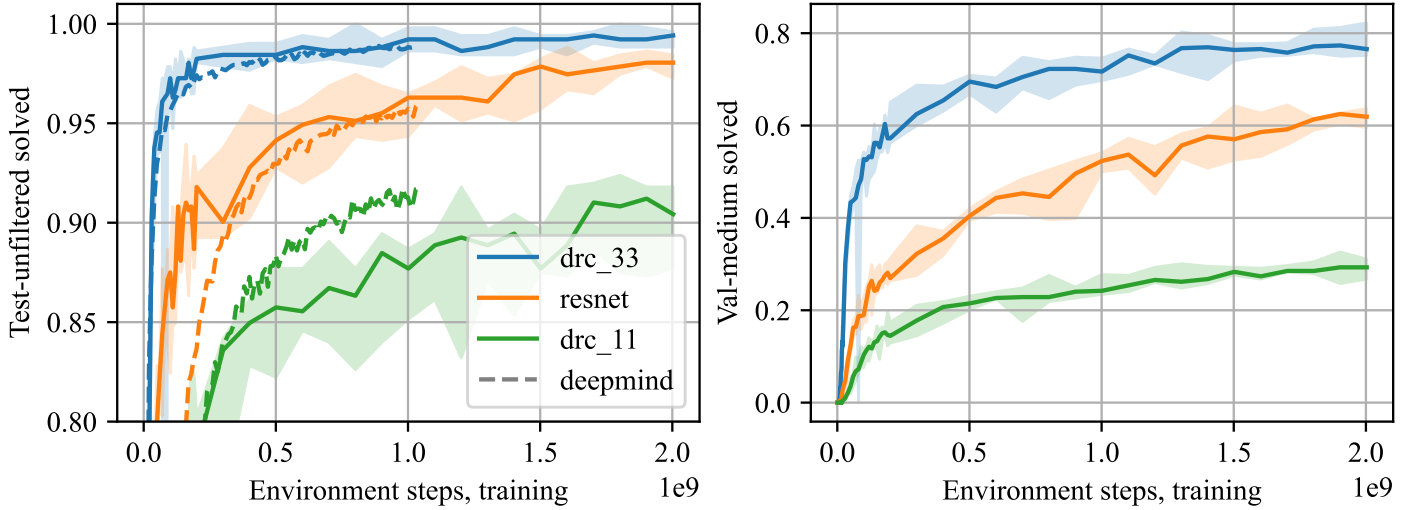 Test-unfiltered solved
1.00
0.95
0.90
0.85
0.80
drc_33
resnet
drc_11
deepmind
0.0
0.5
1.0
1.5
2.0
Environment steps, training
1e9
Val-medium solved
0.8
0.6
0.4
0.2
0.0
0.0
0.5
1.0
1.5
2.0
Environment steps, training
1e9